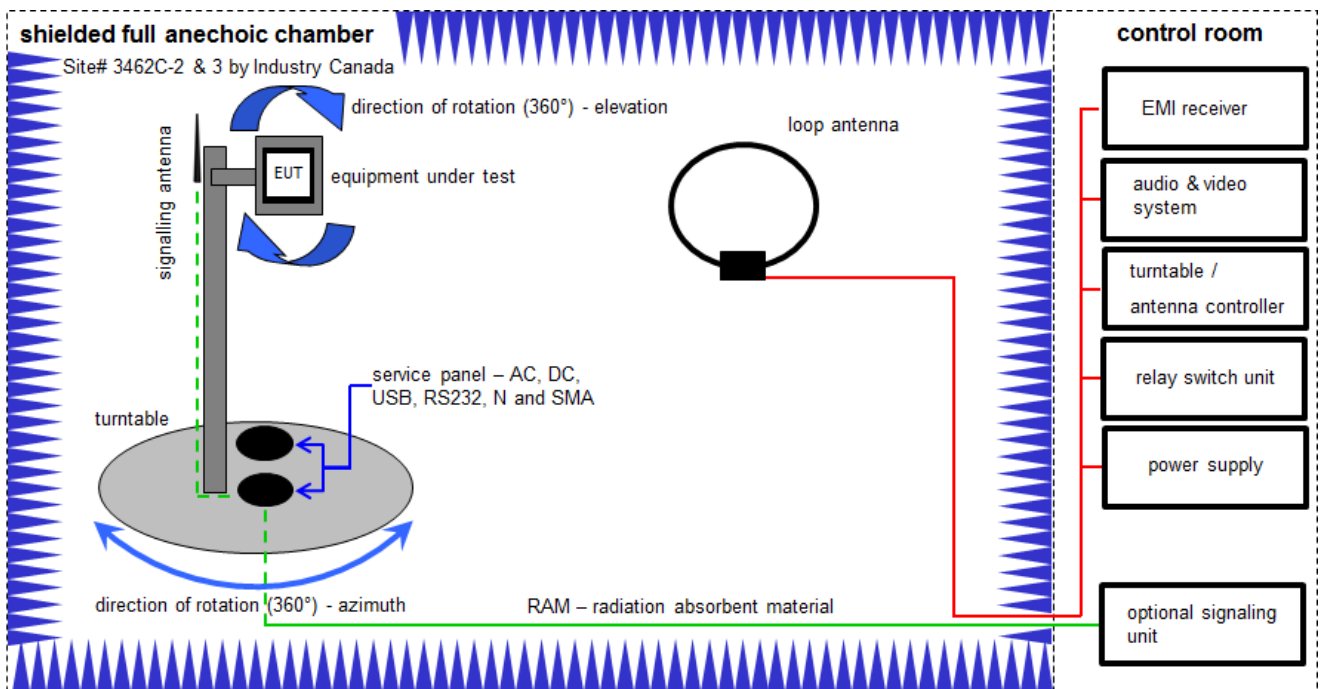 shielded full anechoic chamber
Site# 3462C-2 & 3 by Industry Canada
direction of rotation (360°) - elevation
signalling antenna
EUT
equipment under test
loop antenna
service panel – AC, DC,
USB, RS232, N and SMA
turntable
direction of rotation (360°) - azimuth
RAM – radiation absorbent material
control room
EMI receiver
audio & video
system
turntable /
antenna controller
relay switch unit
power supply
optional signaling
unit